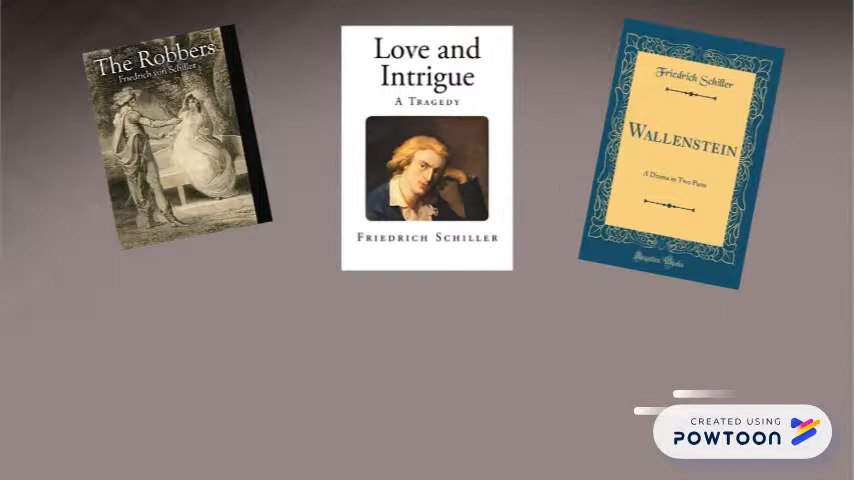 The Robbers
Friedrich von Schiller
Love and
Intrigue
A TRAGEDY
FRIEDRICH SCHILLER
Friedrich Schiller
WALLENSTEIN
A Drama in Two Parts
CREATED USING
POWTOON